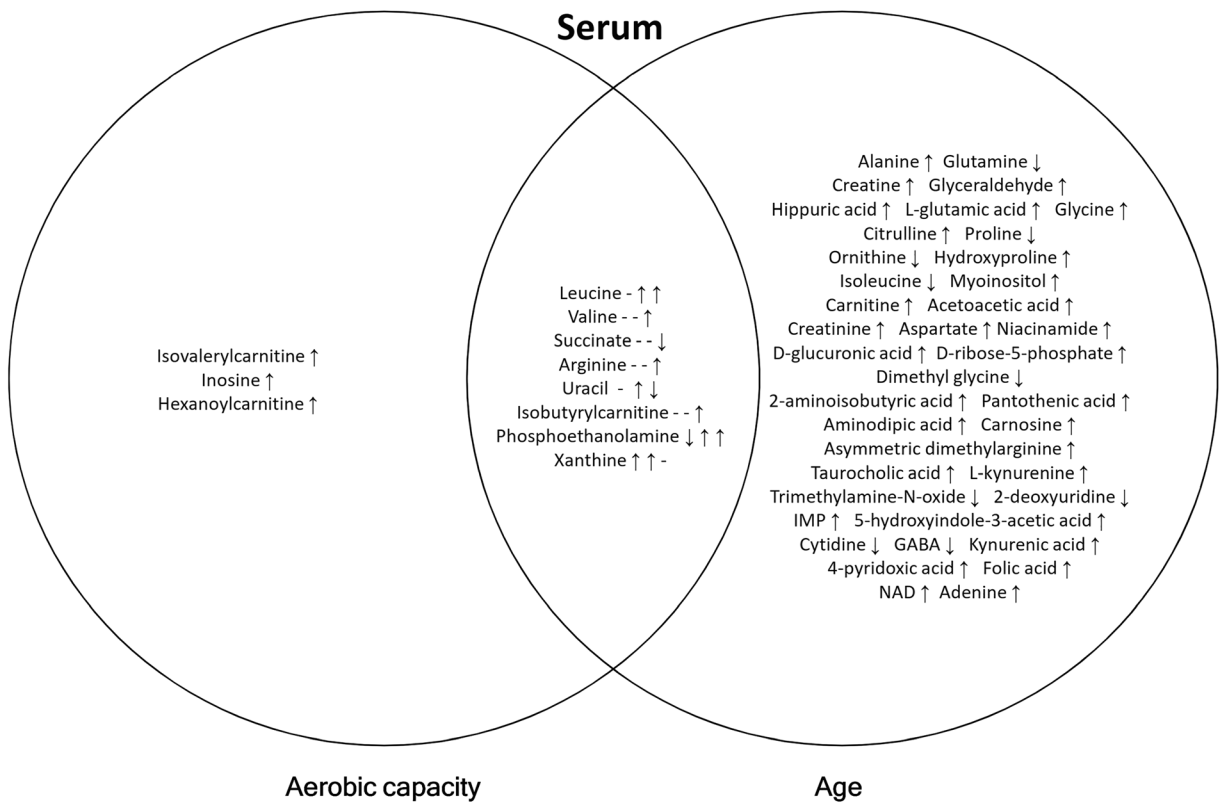 Serum
Isovalerylcarnitine ↑
Inosine ↑
Hexanoylcarnitine ↑
Leucine - ↑ ↑
Valine - - ↑
Succinate - - ↓
Arginine - - ↑
Uracil - ↑ ↓
Isobutyrylcarnitine - - ↑
Phosphoethanolamine ↓ ↑ ↑
Xanthine ↑ ↑ -
Alanine ↑ Glutamine ↓
Creatine ↑ Glyceraldehyde ↑
Hippuric acid ↑ L-glutamic acid ↑ Glycine ↑
Citrulline ↑ Proline ↓
Ornithine ↓ Hydroxyproline ↑
Isoleucine ↓ Myoinositol ↑
Carnitine ↑ Acetoacetic acid ↑
Creatinine ↑ Aspartate ↑ Niacinamide ↑
D-glucuronic acid ↑ D-ribose-5-phosphate ↑
Dimethyl glycine ↓
2-aminoisobutyric acid ↑ Pantothenic acid ↑
Aminodipic acid ↑ Carnosine ↑
Asymmetric dimethylarginine ↑
Taurocholic acid ↑ L-kynurenine ↑
Trimethylamine-N-oxide ↓ 2-deoxyuridine ↓
IMP ↑ 5-hydroxyindole-3-acetic acid ↑
Cytidine ↓ GABA ↓ Kynurenic acid ↑
4-pyridoxic acid ↑ Folic acid ↑
NAD ↑ Adenine ↑
Aerobic capacity
Age